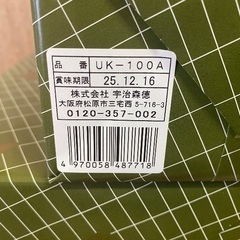 品番 UK-100A
賞味期限 25.12.16
株式会社 宇治森徳
大阪府松原市三宅西5-716-3
0120-357-002
4 970058 487718